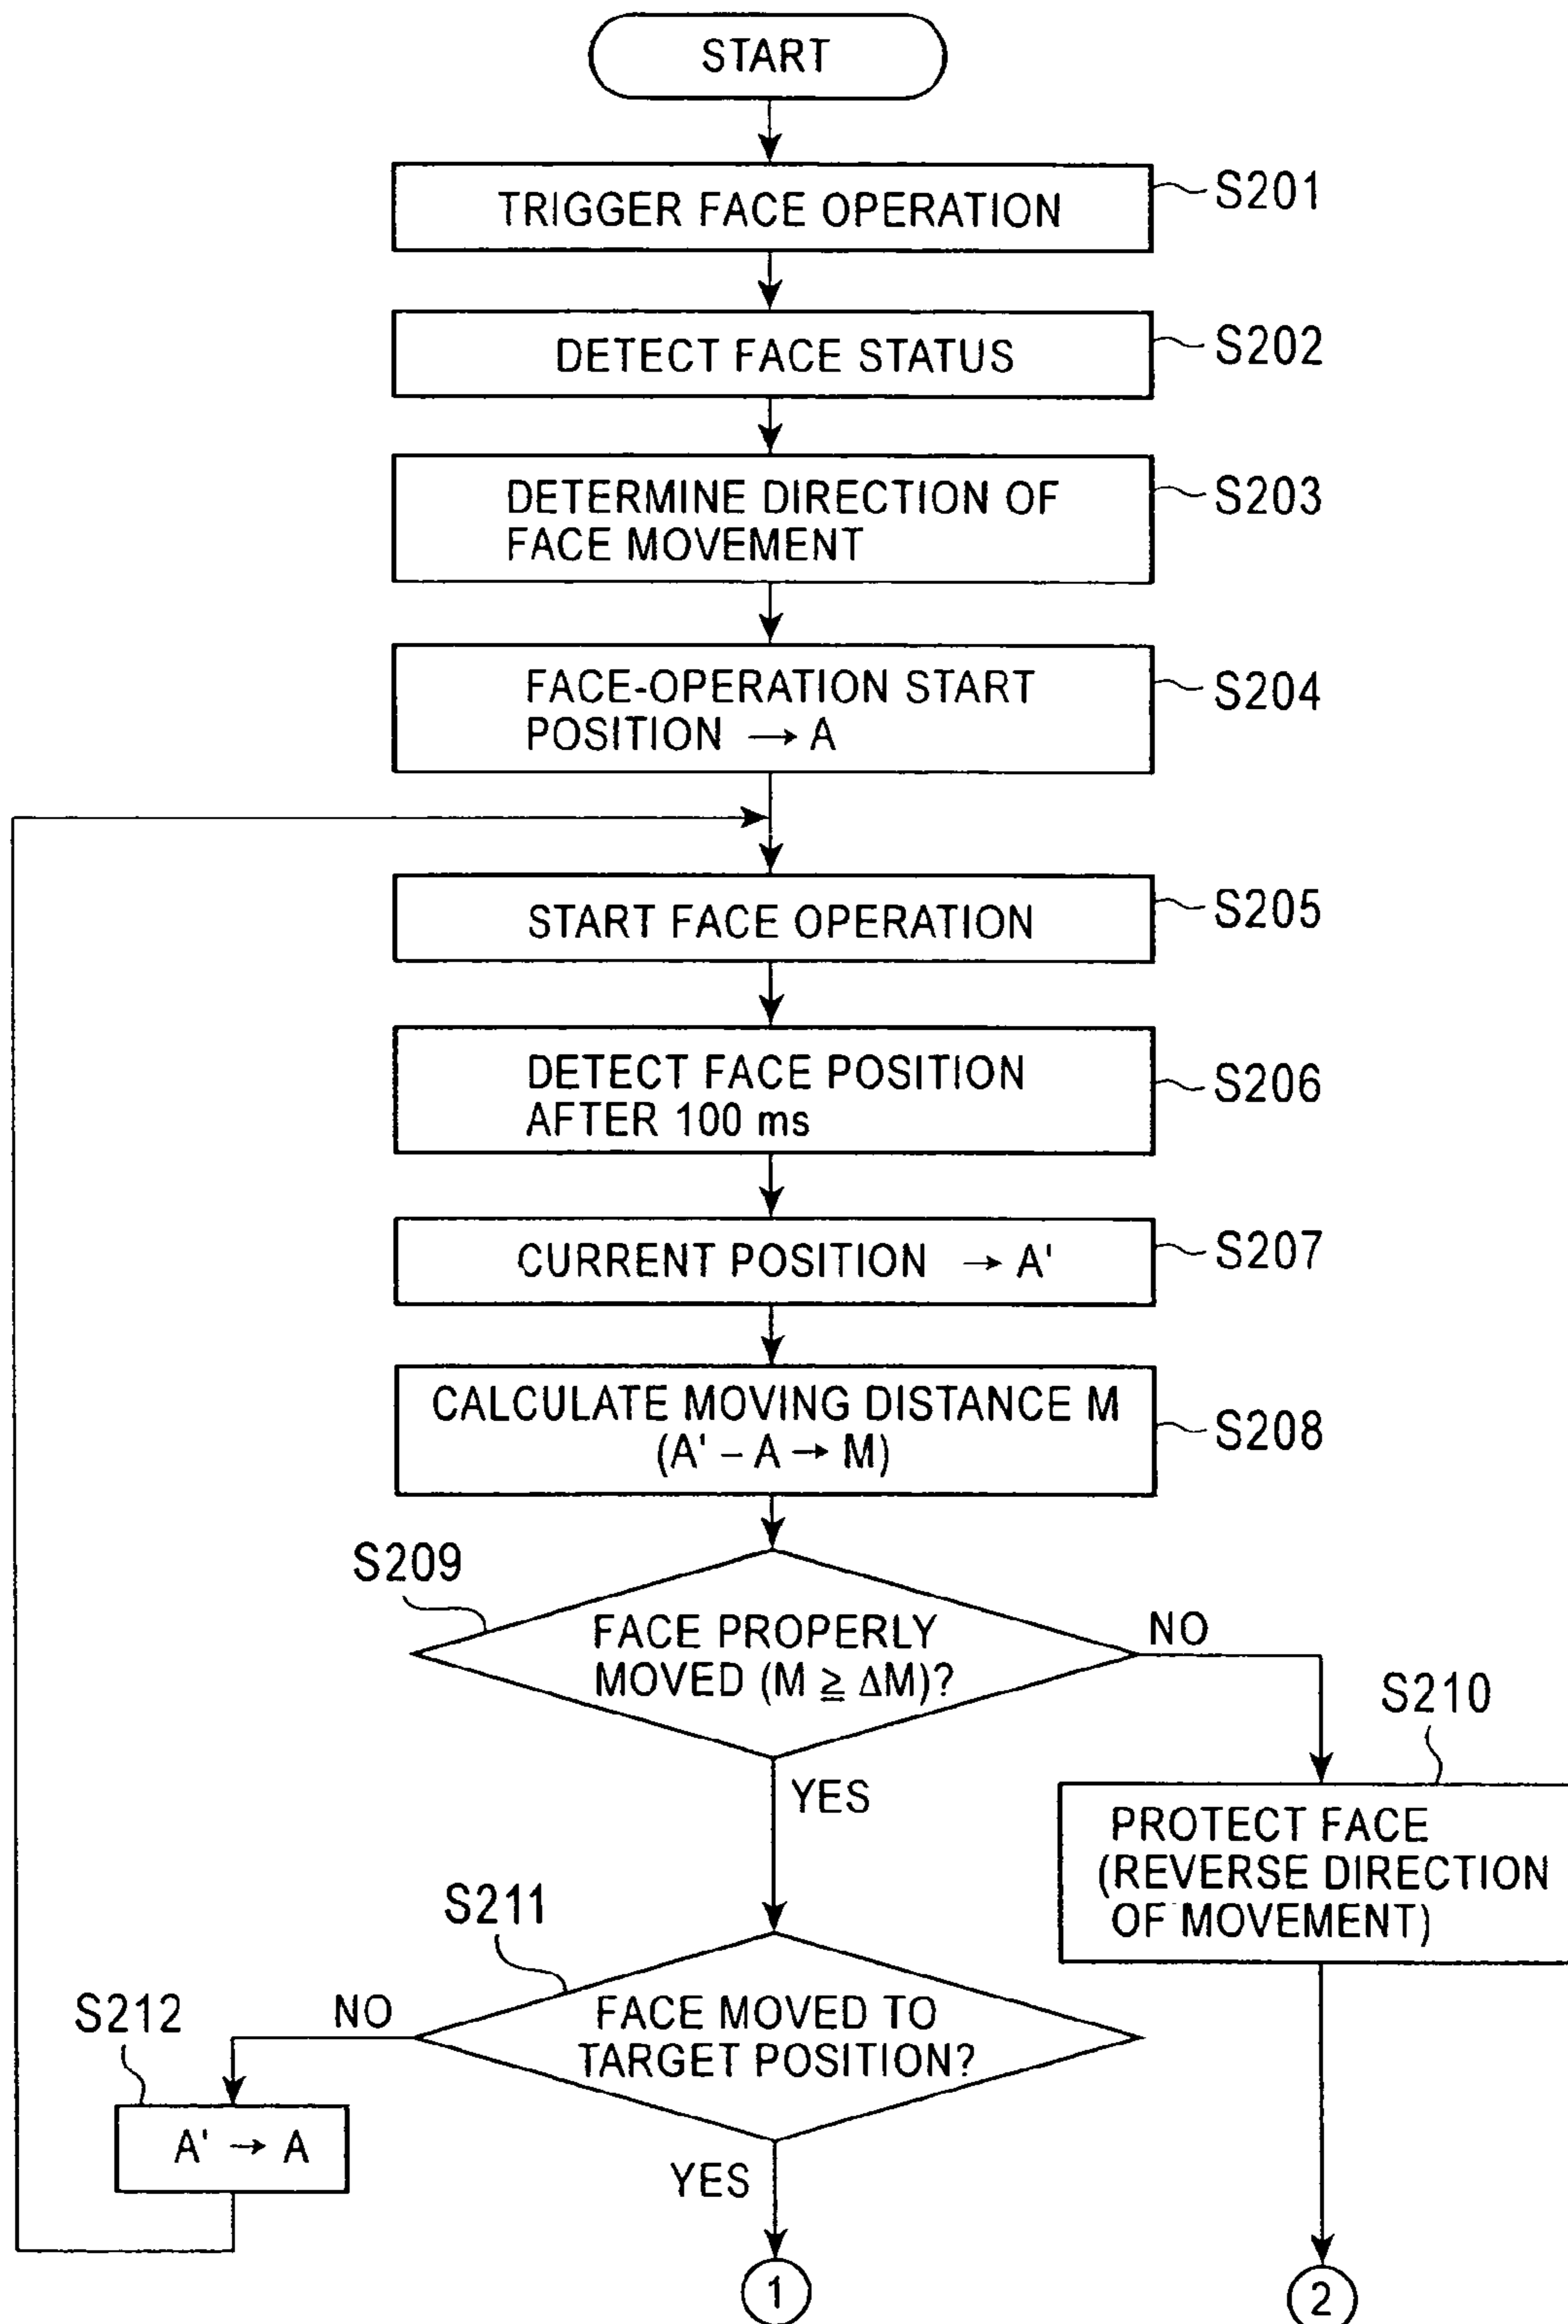 START
TRIGGER FACE OPERATION
S201
DETECT FACE STATUS
S202
DETERMINE DIRECTION OF
FACE MOVEMENT
S203
FACE-OPERATION START
POSITION → A
S204
START FACE OPERATION
S205
DETECT FACE POSITION
AFTER 100 ms
S206
CURRENT POSITION → A'
S207
CALCULATE MOVING DISTANCE M
(A' – A → M)
S208
S209
FACE PROPERLY
MOVED (M ≧ ΔM)?
NO
YES
S210
PROTECT FACE
(REVERSE DIRECTION
OF MOVEMENT)
S211
FACE MOVED TO
TARGET POSITION?
NO
S212
A' → A
YES
1
2